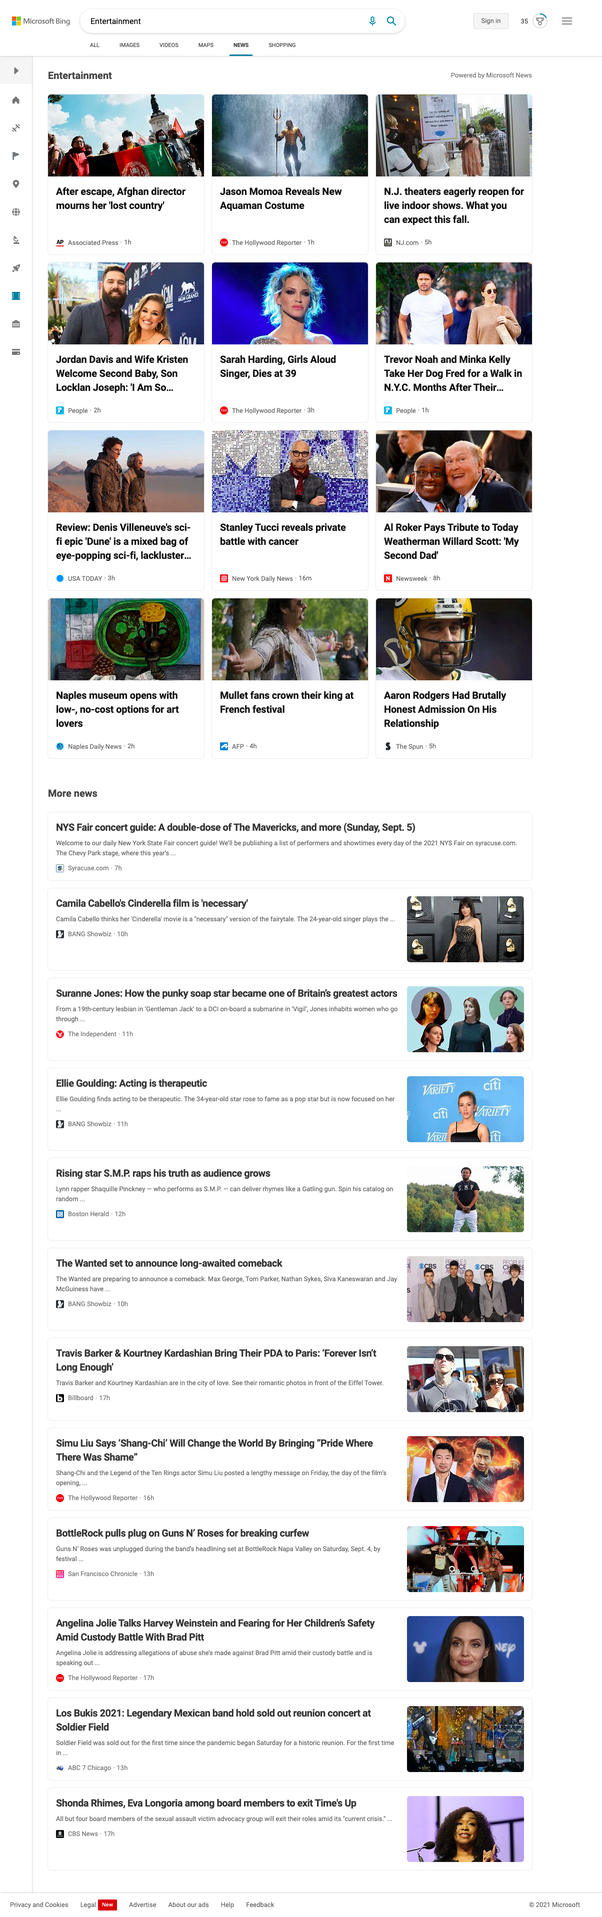 Microsoft Bing
Entertainment
Sign in
35
ALL
IMAGES
VIDEOS
MAPS
NEWS
SHOPPING
Entertainment
Powered by Microsoft News
After escape, Afghan director
mourns her 'lost country'
AP Associated Press · 1h
Jason Momoa Reveals New
Aquaman Costume
The Hollywood Reporter · 1h
N.J. theaters eagerly reopen for
live indoor shows. What you
can expect this fall.
NJ.com · 5h
Jordan Davis and Wife Kristen
Welcome Second Baby, Son
Locklan Joseph: 'I Am So...
People · 2h
Sarah Harding, Girls Aloud
Singer, Dies at 39
The Hollywood Reporter · 3h
Trevor Noah and Minka Kelly
Take Her Dog Fred for a Walk in
N.Y.C. Months After Their...
People · 1h
Review: Denis Villeneuve's sci-
fi epic 'Dune' is a mixed bag of
eye-popping sci-fi, lackluster...
USA TODAY · 3h
Stanley Tucci reveals private
battle with cancer
New York Daily News · 16m
Al Roker Pays Tribute to Today
Weatherman Willard Scott: 'My
Second Dad'
Newsweek · 8h
Naples museum opens with
low-, no-cost options for art
lovers
Naples Daily News · 2h
Mullet fans crown their king at
French festival
AFP · 4h
Aaron Rodgers Had Brutally
Honest Admission On His
Relationship
The Spun · 5h
More news
NYS Fair concert guide: A double-dose of The Mavericks, and more (Sunday, Sept. 5)
Welcome to our daily New York State Fair concert guide! We'll be publishing a list of performers and showtimes every day of the 2021 NYS Fair on syracuse.com.
The Chevy Park stage, where this year's ...
Syracuse.com · 7h
Camila Cabello's Cinderella film is 'necessary'
Camila Cabello thinks her 'Cinderella' movie is a "necessary" version of the fairytale. The 24-year-old singer plays the ...
BANG Showbiz · 10h
Suranne Jones: How the punky soap star became one of Britain's greatest actors
From a 19th-century lesbian in 'Gentleman Jack' to a DCI on-board a submarine in 'Vigil', Jones inhabits women who go
through ...
The Independent · 11h
Ellie Goulding: Acting is therapeutic
Ellie Goulding finds acting to be therapeutic. The 34-year-old star rose to fame as a pop star but is now focused on her
...
BANG Showbiz · 11h
VARIETY
citi
VARIETY
citi
Rising star S.M.P. raps his truth as audience grows
Lynn rapper Shaquille Pinckney — who performs as S.M.P. — can deliver rhymes like a Gatling gun. Spin his catalog on
random ...
Boston Herald · 12h
The Wanted set to announce long-awaited comeback
The Wanted are preparing to announce a comeback. Max George, Tom Parker, Nathan Sykes, Siva Kaneswaran and Jay
McGuiness have ...
BANG Showbiz · 10h
CBS
Travis Barker & Kourtney Kardashian Bring Their PDA to Paris: 'Forever Isn't
Long Enough'
Travis Barker and Kourtney Kardashian are in the city of love. See their romantic photos in front of the Eiffel Tower.
Billboard · 17h
Simu Liu Says 'Shang-Chi' Will Change the World By Bringing "Pride Where
There Was Shame"
Shang-Chi and the Legend of the Ten Rings actor Simu Liu posted a lengthy message on Friday, the day of the film's
opening, ...
The Hollywood Reporter · 16h
BottleRock pulls plug on Guns N' Roses for breaking curfew
Guns N' Roses was unplugged during the band's headlining set at BottleRock Napa Valley on Saturday, Sept. 4, by
festival ...
San Francisco Chronicle · 13h
Angelina Jolie Talks Harvey Weinstein and Fearing for Her Children's Safety
Amid Custody Battle With Brad Pitt
Angelina Jolie is addressing allegations of abuse she's made against Brad Pitt amid their custody battle and is
speaking out ...
The Hollywood Reporter · 17h
Los Bukis 2021: Legendary Mexican band hold sold out reunion concert at
Soldier Field
Soldier Field was sold out for the first time since the pandemic began Saturday for a historic reunion. For the first time
in ...
ABC 7 Chicago · 13h
Shonda Rhimes, Eva Longoria among board members to exit Time's Up
All but four board members of the sexual assault victim advocacy group will exit their roles amid its "current crisis." ...
CBS News · 17h
Privacy and Cookies
Legal New
Advertise
About our ads
Help
Feedback
© 2021 Microsoft